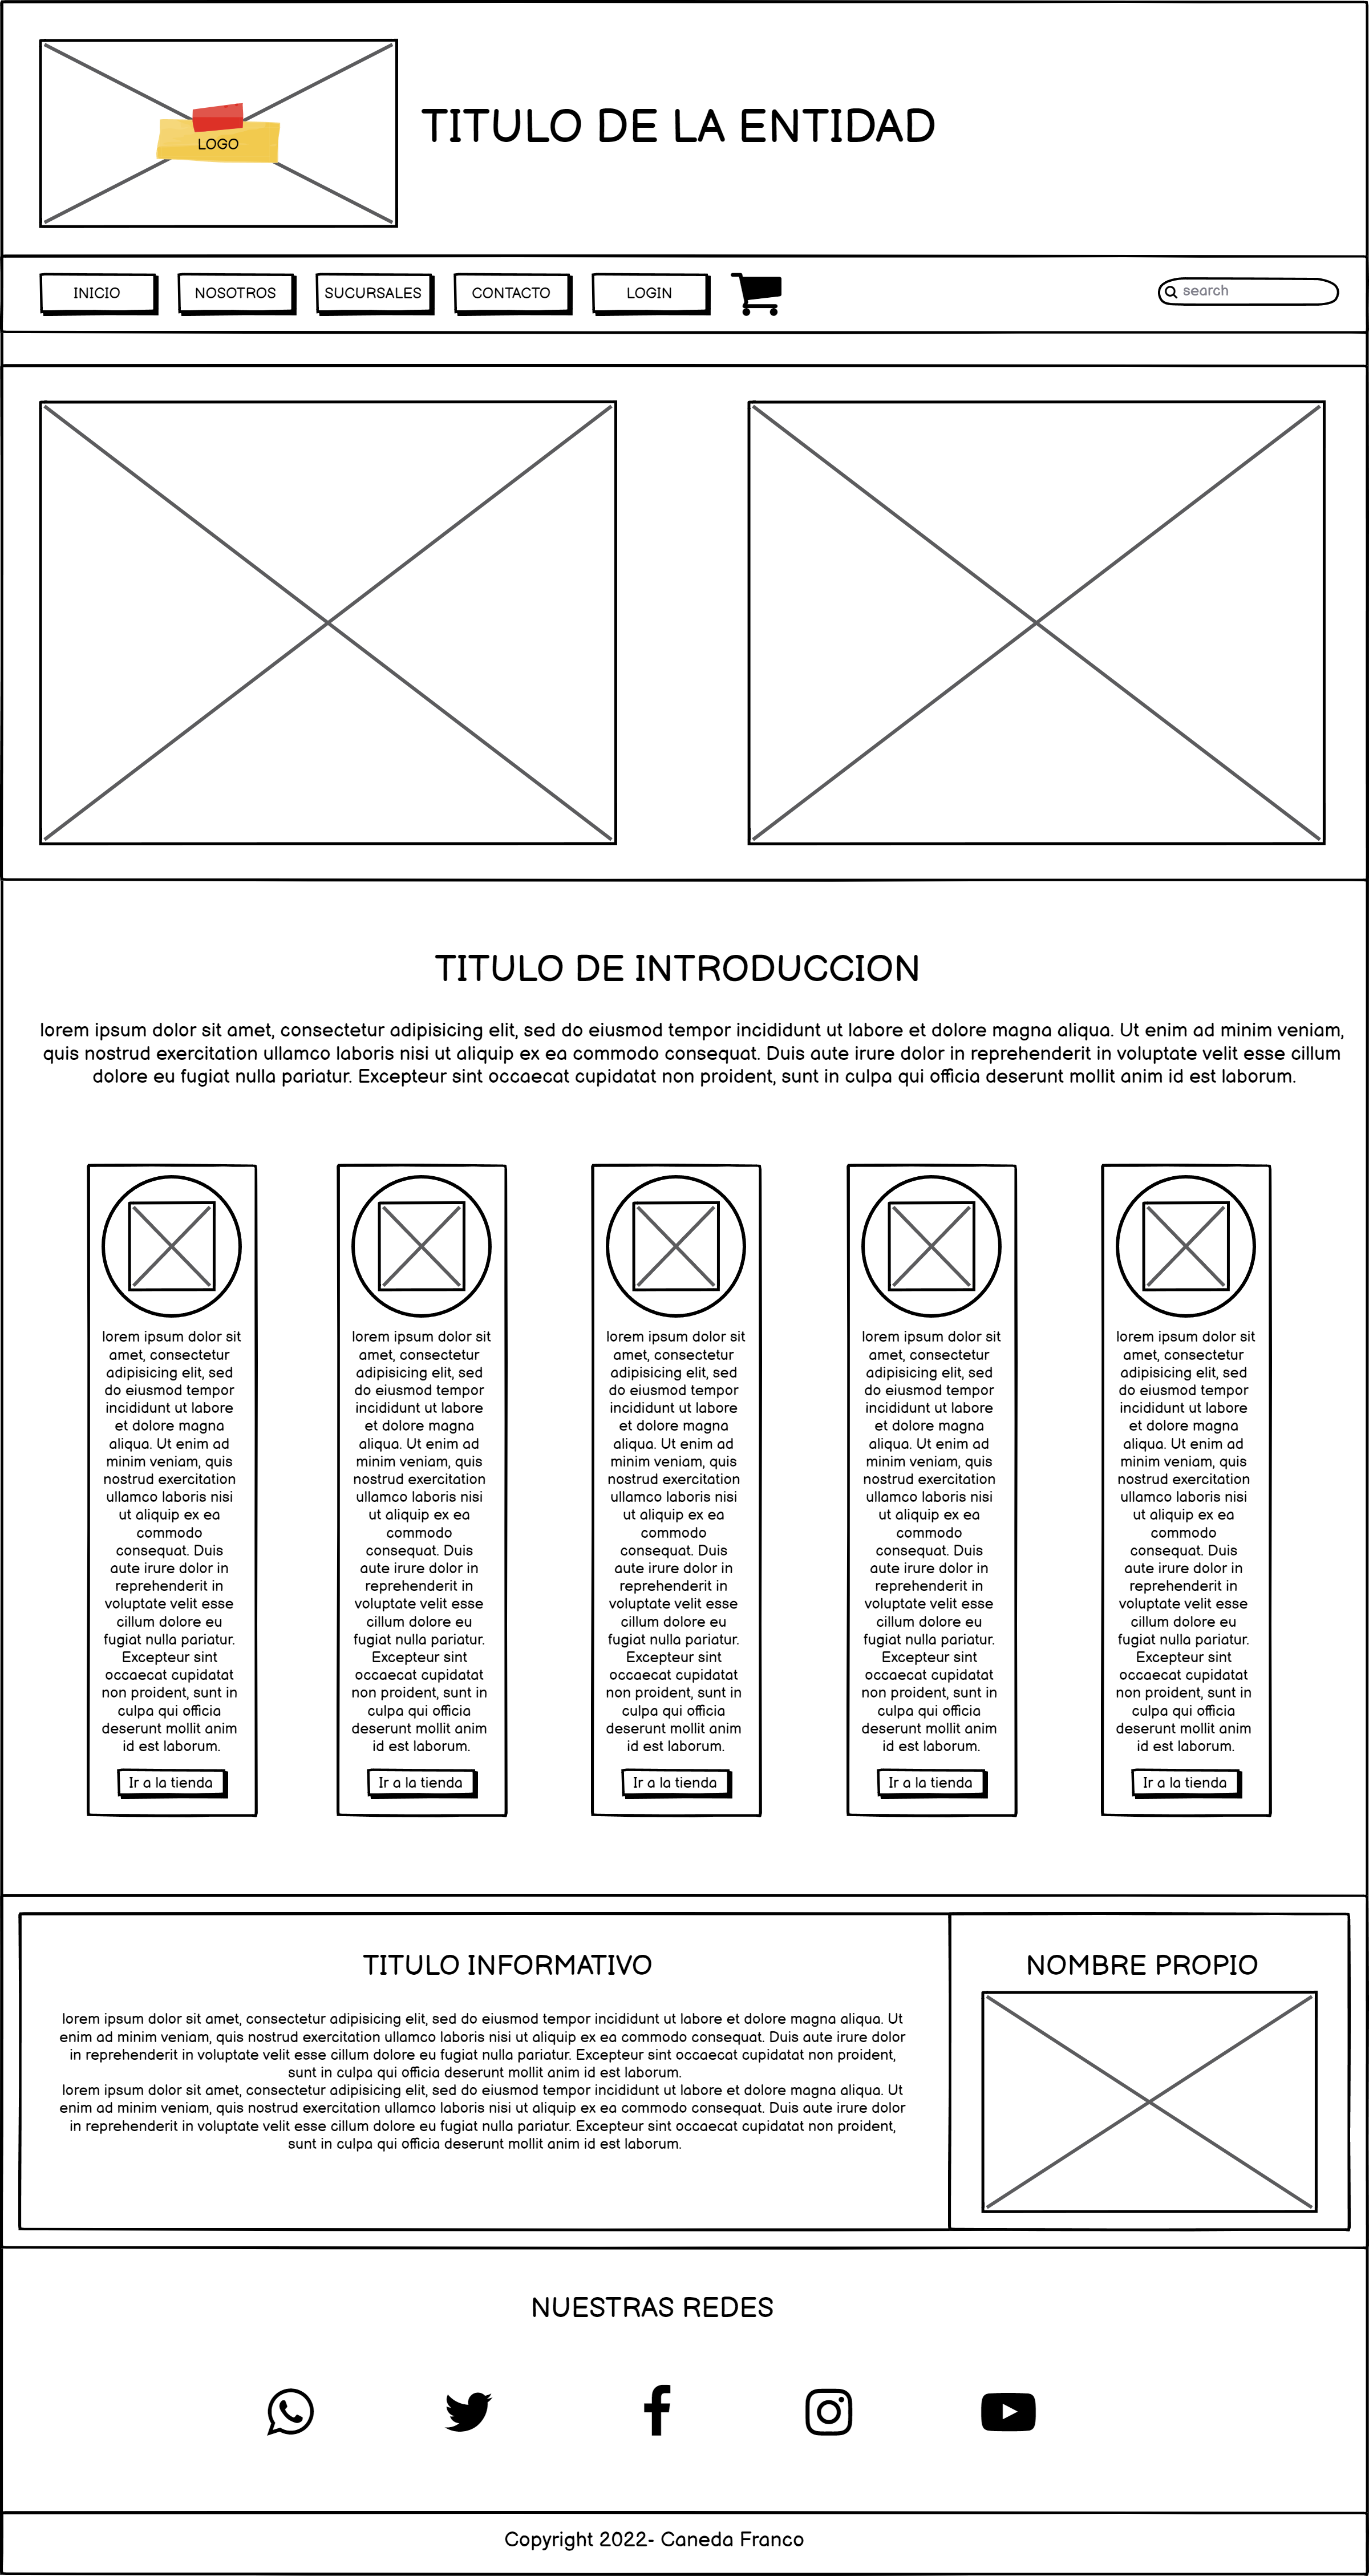 LOGO
TITULO DE LA ENTIDAD
INICIO
NOSOTROS
SUCURSALES
CONTACTO
LOGIN
search
TITULO DE INTRODUCCION
lorem ipsum dolor sit amet, consectetur adipisicing elit, sed do eiusmod tempor incididunt ut labore et dolore magna aliqua. Ut enim ad minim veniam,
quis nostrud exercitation ullamco laboris nisi ut aliquip ex ea commodo consequat. Duis aute irure dolor in reprehenderit in voluptate velit esse cillum
dolore eu fugiat nulla pariatur. Excepteur sint occaecat cupidatat non proident, sunt in culpa qui officia deserunt mollit anim id est laborum.
lorem ipsum dolor sit
amet, consectetur
adipisicing elit, sed
do eiusmod tempor
incididunt ut labore
et dolore magna
aliqua. Ut enim ad
minim veniam, quis
nostrud exercitation
ullamco laboris nisi
ut aliquip ex ea
commodo
consequat. Duis
aute irure dolor in
reprehenderit in
voluptate velit esse
cillum dolore eu
fugiat nulla pariatur.
Excepteur sint
occaecat cupidatat
non proident, sunt in
culpa qui officia
deserunt mollit anim
id est laborum.
Ir a la tienda
lorem ipsum dolor sit
amet, consectetur
adipisicing elit, sed
do eiusmod tempor
incididunt ut labore
et dolore magna
aliqua. Ut enim ad
minim veniam, quis
nostrud exercitation
ullamco laboris nisi
ut aliquip ex ea
commodo
consequat. Duis
aute irure dolor in
reprehenderit in
voluptate velit esse
cillum dolore eu
fugiat nulla pariatur.
Excepteur sint
occaecat cupidatat
non proident, sunt in
culpa qui officia
deserunt mollit anim
id est laborum.
Ir a la tienda
lorem ipsum dolor sit
amet, consectetur
adipisicing elit, sed
do eiusmod tempor
incididunt ut labore
et dolore magna
aliqua. Ut enim ad
minim veniam, quis
nostrud exercitation
ullamco laboris nisi
ut aliquip ex ea
commodo
consequat. Duis
aute irure dolor in
reprehenderit in
voluptate velit esse
cillum dolore eu
fugiat nulla pariatur.
Excepteur sint
occaecat cupidatat
non proident, sunt in
culpa qui officia
deserunt mollit anim
id est laborum.
Ir a la tienda
lorem ipsum dolor sit
amet, consectetur
adipisicing elit, sed
do eiusmod tempor
incididunt ut labore
et dolore magna
aliqua. Ut enim ad
minim veniam, quis
nostrud exercitation
ullamco laboris nisi
ut aliquip ex ea
commodo
consequat. Duis
aute irure dolor in
reprehenderit in
voluptate velit esse
cillum dolore eu
fugiat nulla pariatur.
Excepteur sint
occaecat cupidatat
non proident, sunt in
culpa qui officia
deserunt mollit anim
id est laborum.
Ir a la tienda
lorem ipsum dolor sit
amet, consectetur
adipisicing elit, sed
do eiusmod tempor
incididunt ut labore
et dolore magna
aliqua. Ut enim ad
minim veniam, quis
nostrud exercitation
ullamco laboris nisi
ut aliquip ex ea
commodo
consequat. Duis
aute irure dolor in
reprehenderit in
voluptate velit esse
cillum dolore eu
fugiat nulla pariatur.
Excepteur sint
occaecat cupidatat
non proident, sunt in
culpa qui officia
deserunt mollit anim
id est laborum.
Ir a la tienda
TITULO INFORMATIVO
lorem ipsum dolor sit amet, consectetur adipisicing elit, sed do eiusmod tempor incididunt ut labore et dolore magna aliqua. Ut
enim ad minim veniam, quis nostrud exercitation ullamco laboris nisi ut aliquip ex ea commodo consequat. Duis aute irure dolor
in reprehenderit in voluptate velit esse cillum dolore eu fugiat nulla pariatur. Excepteur sint occaecat cupidatat non proident,
sunt in culpa qui officia deserunt mollit anim id est laborum.
lorem ipsum dolor sit amet, consectetur adipisicing elit, sed do eiusmod tempor incididunt ut labore et dolore magna aliqua. Ut
enim ad minim veniam, quis nostrud exercitation ullamco laboris nisi ut aliquip ex ea commodo consequat. Duis aute irure dolor
in reprehenderit in voluptate velit esse cillum dolore eu fugiat nulla pariatur. Excepteur sint occaecat cupidatat non proident,
sunt in culpa qui officia deserunt mollit anim id est laborum.
NOMBRE PROPIO
NUESTRAS REDES
Copyright 2022- Caneda Franco